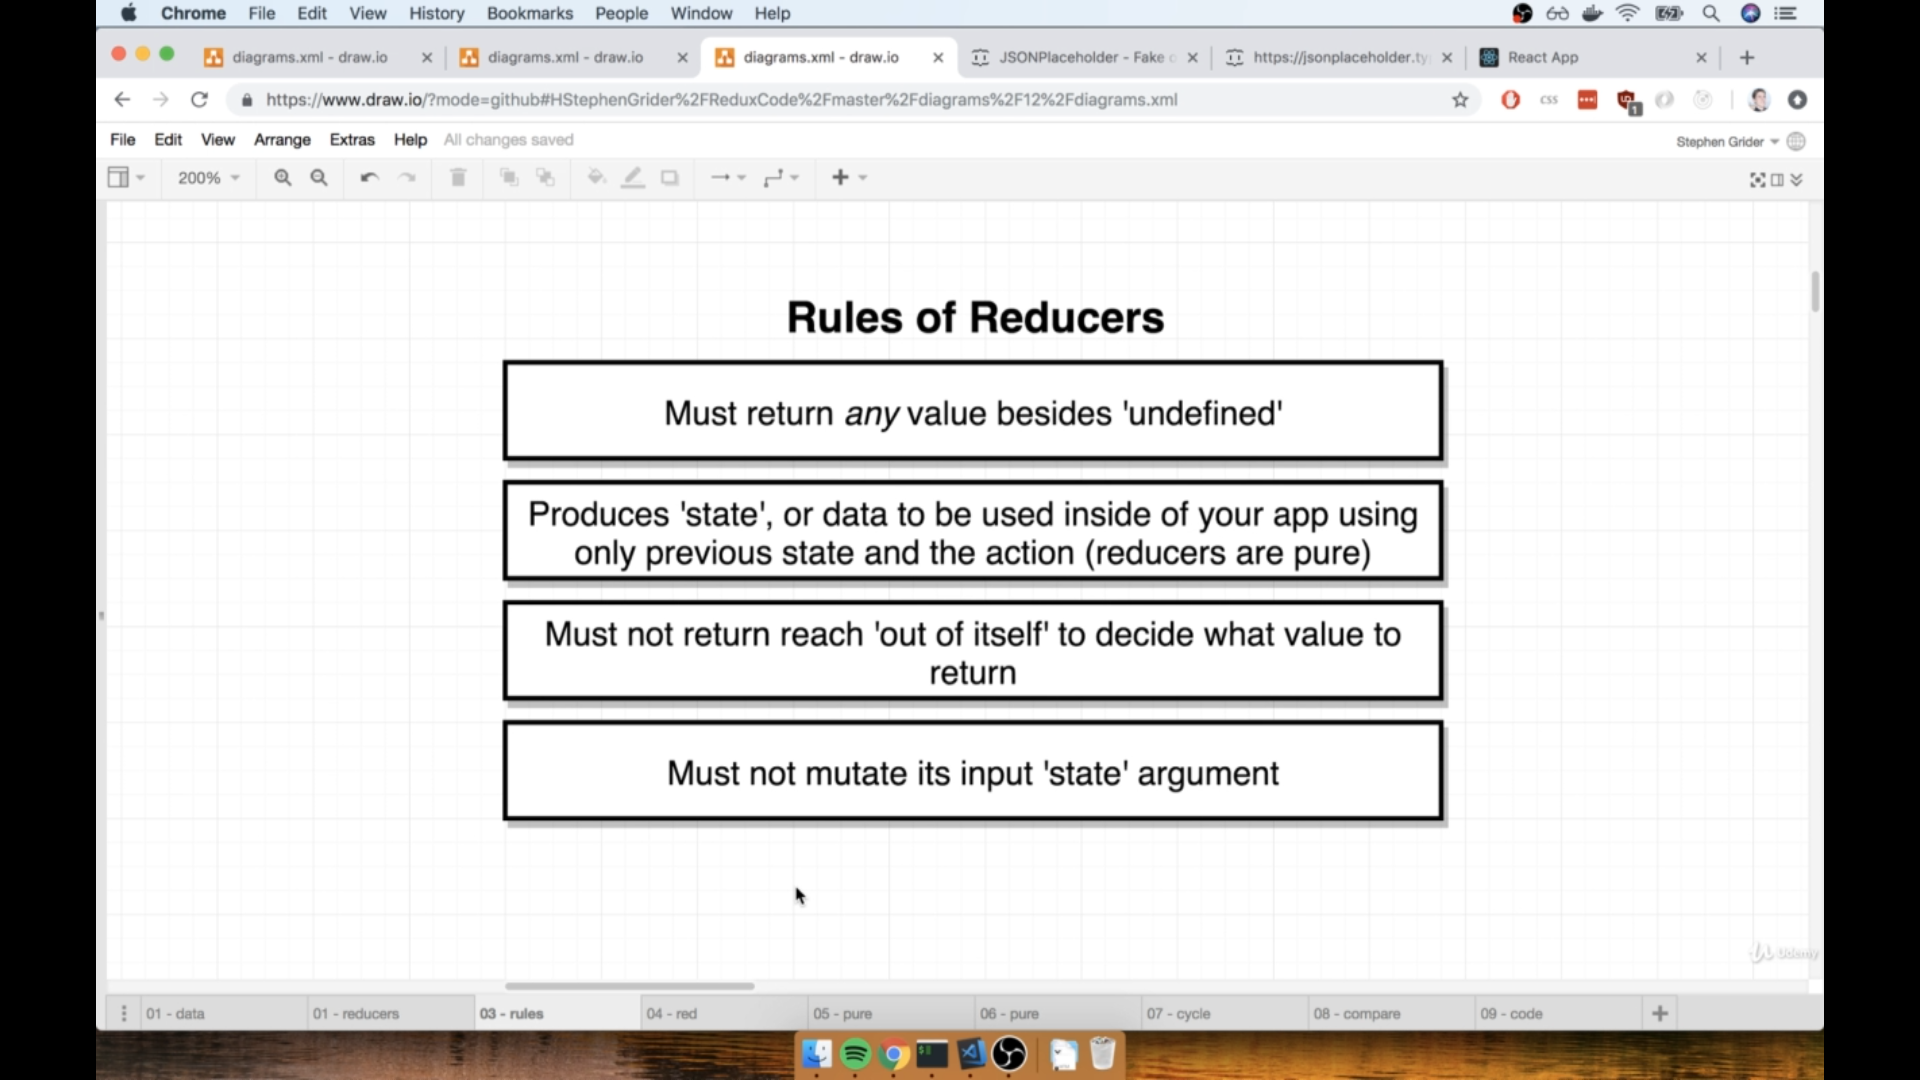 Chrome File Edit View History Bookmarks People Window Help
diagrams.xml - draw.io diagrams.xml - draw.io diagrams.xml - draw.io JSONPlaceholder - Fake https://jsonplaceholder.ty React App
https://www.draw.io/?mode=github#HStephenGrider%2FReduxCode%2Fmaster%2Fdiagrams%2F12%2Fdiagrams.xml CSS 1
File Edit View Arrange Extras Help All changes saved Stephen Grider
200%
Rules of Reducers
Must return any value besides 'undefined'
Produces 'state', or data to be used inside of your app using
only previous state and the action (reducers are pure)
Must not return reach 'out of itself' to decide what value to
return
Must not mutate its input 'state' argument
Udemy
01 - data 01 - reducers 03 - rules 04 - red 05 - pure 06 - pure 07 - cycle 08 - compare 09 - code